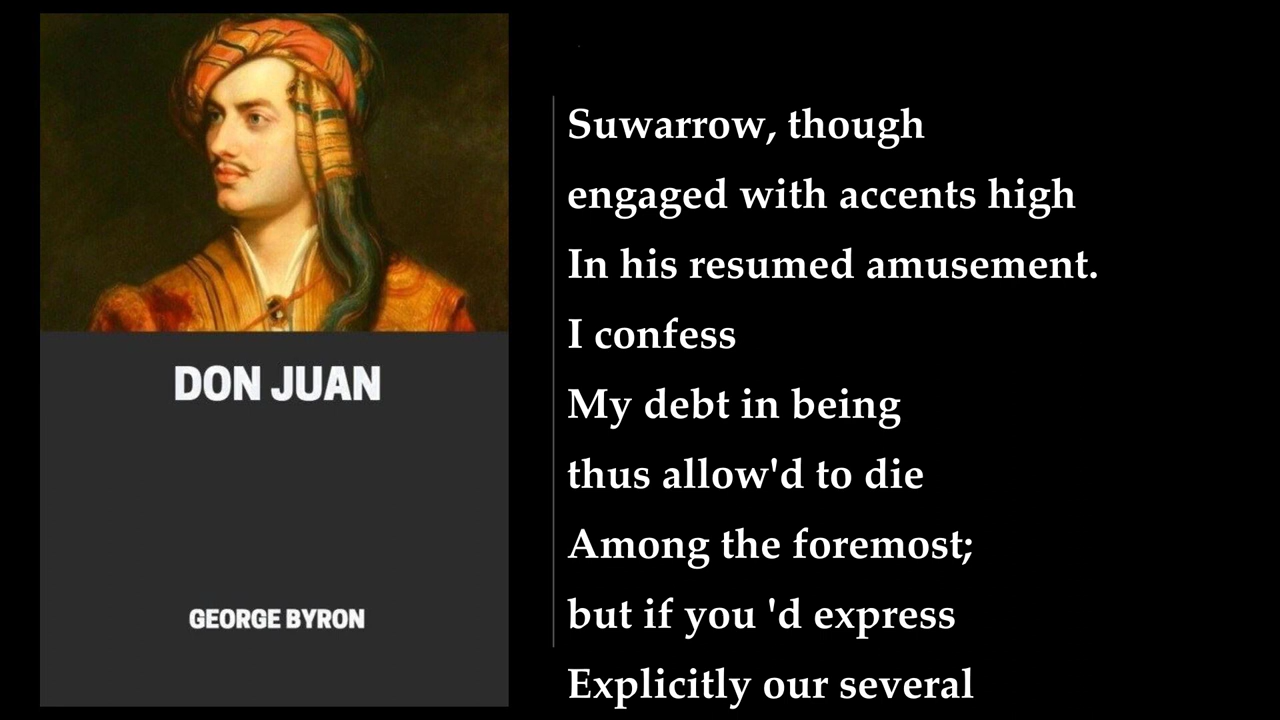 DON JUAN
GEORGE BYRON
Suwarrow, though
engaged with accents high
In his resumed amusement.
I confess
My debt in being
thus allow'd to die
Among the foremost;
but if you 'd express
Explicitly our several